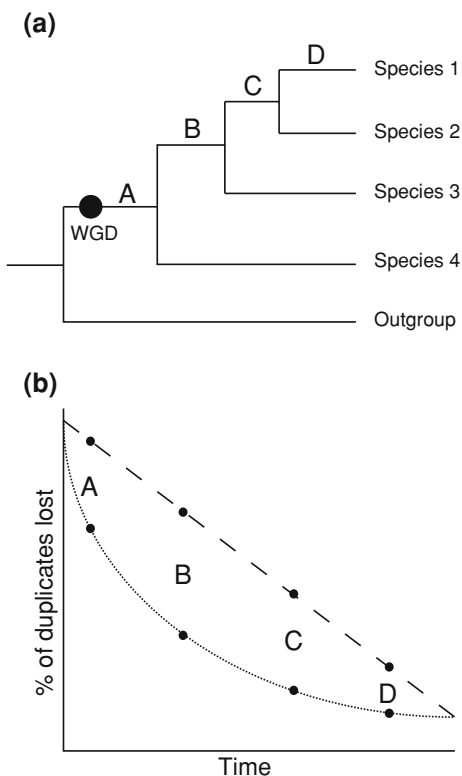 (a)
D
Species 1
C
B
Species 2
A
Species 3
WGD
Species 4
Outgroup
(b)
A
B
C
D
% of duplicates lost
Time